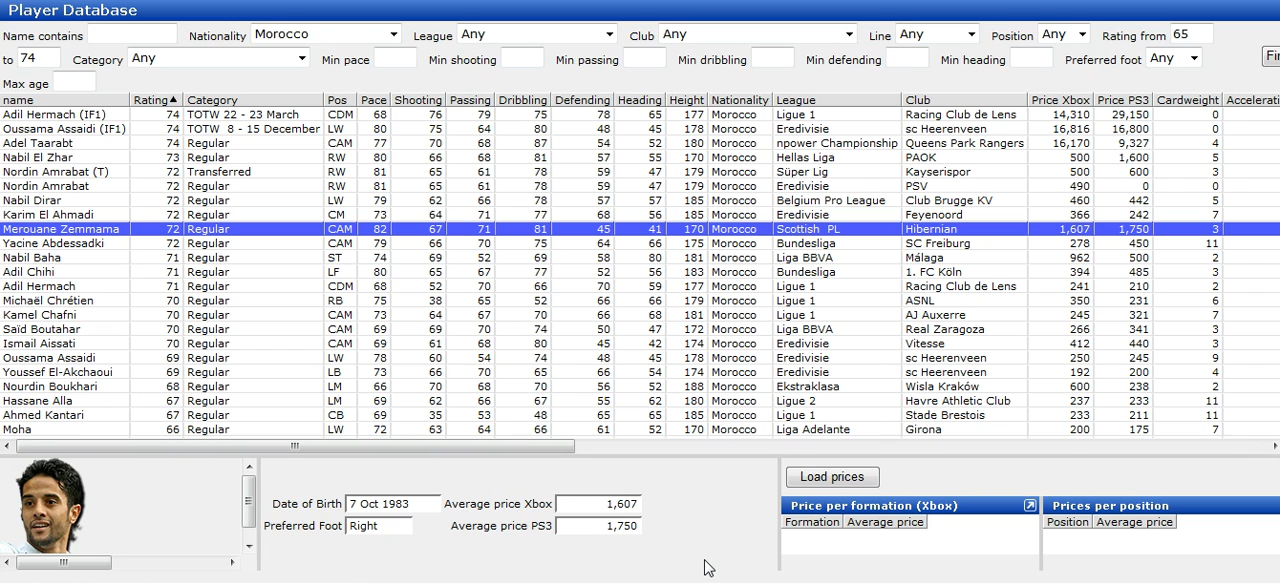 Player Database
Name contains Nationality Morocco League Any Club Any Line Any Position Any Rating from 65
to 74 Category Any Min pace Min shooting Min passing Min dribbling Min defending Min heading Preferred foot Any Fin
Max age
name Rating Category Pos Pace Shooting Passing Dribbling Defending Heading Height Nationality League Club Price Xbox Price PS3 Cardweight Acceleratio
Adil Hermach (IF1) 74 TOTW 22 - 23 March CDM 68 76 79 75 78 65 177 Morocco Ligue 1 Racing Club de Lens 14,310 29,150 0
Oussama Assaidi (IF1) 74 TOTW 8 - 15 December LW 80 75 64 80 48 45 178 Morocco Eredivisie sc Heerenveen 16,816 16,800 0
Adel Taarabt 74 Regular CAM 77 70 68 87 54 52 180 Morocco npower Championship Queens Park Rangers 16,170 9,327 4
Nabil El Zhar 73 Regular RW 80 66 68 81 57 55 170 Morocco Hellas Liga PAOK 500 1,600 5
Nordin Amrabat (T) 72 Transferred RW 81 65 61 78 59 47 179 Morocco Süper Lig Kayserispor 500 600 3
Nordin Amrabat 72 Regular RW 81 65 61 78 59 47 179 Morocco Eredivisie PSV 490 0 0
Nabil Dirar 72 Regular LW 79 62 66 78 57 57 185 Morocco Belgium Pro League Club Brugge KV 460 442 5
Karim El Ahmadi 72 Regular CM 73 64 71 77 68 56 185 Morocco Eredivisie Feyenoord 366 242 7
Merouane Zemmama 72 Regular CAM 82 67 71 81 45 41 170 Morocco Scottish PL Hibernian 1,607 1,750 3
Yacine Abdessadki 72 Regular CAM 79 66 70 75 64 66 175 Morocco Bundesliga SC Freiburg 278 450 11
Nabil Baha 71 Regular ST 74 69 52 69 58 80 181 Morocco Liga BBVA Málaga 962 500 2
Adil Chihi 71 Regular LF 80 65 67 77 52 56 183 Morocco Bundesliga 1. FC Köln 394 485 3
Adil Hermach 71 Regular CDM 68 52 70 66 70 59 177 Morocco Ligue 1 Racing Club de Lens 241 210 2
Michaël Chrétien 70 Regular RB 75 38 65 52 66 66 179 Morocco Ligue 1 ASNL 350 231 6
Kamel Chafni 70 Regular CAM 73 64 67 70 66 68 181 Morocco Ligue 1 AJ Auxerre 245 321 7
Saïd Boutahar 70 Regular CAM 69 69 70 74 50 47 172 Morocco Liga BBVA Real Zaragoza 266 341 3
Ismail Aissati 70 Regular CAM 69 61 68 80 45 42 174 Morocco Eredivisie Vitesse 412 440 3
Oussama Assaidi 69 Regular LW 78 60 54 74 48 45 178 Morocco Eredivisie sc Heerenveen 250 245 9
Youssef El-Akchaoui 69 Regular LB 73 66 70 65 66 54 174 Morocco Eredivisie sc Heerenveen 192 200 4
Nourdin Boukhari 68 Regular LM 66 70 68 70 56 52 188 Morocco Ekstraklasa Wisla Kraków 600 238 2
Hassane Alla 67 Regular LM 69 62 66 67 55 62 180 Morocco Ligue 2 Havre Athletic Club 237 233 11
Ahmed Kantari 67 Regular CB 69 35 53 48 65 65 185 Morocco Ligue 1 Stade Brestois 233 211 11
Moha 66 Regular LW 72 63 64 66 61 52 170 Morocco Liga Adelante Girona 200 175 7
Load prices
Date of Birth 7 Oct 1983 Average price Xbox 1,607
Preferred Foot Right Average price PS3 1,750
Price per formation (Xbox) Prices per position
Formation Average price Position Average price